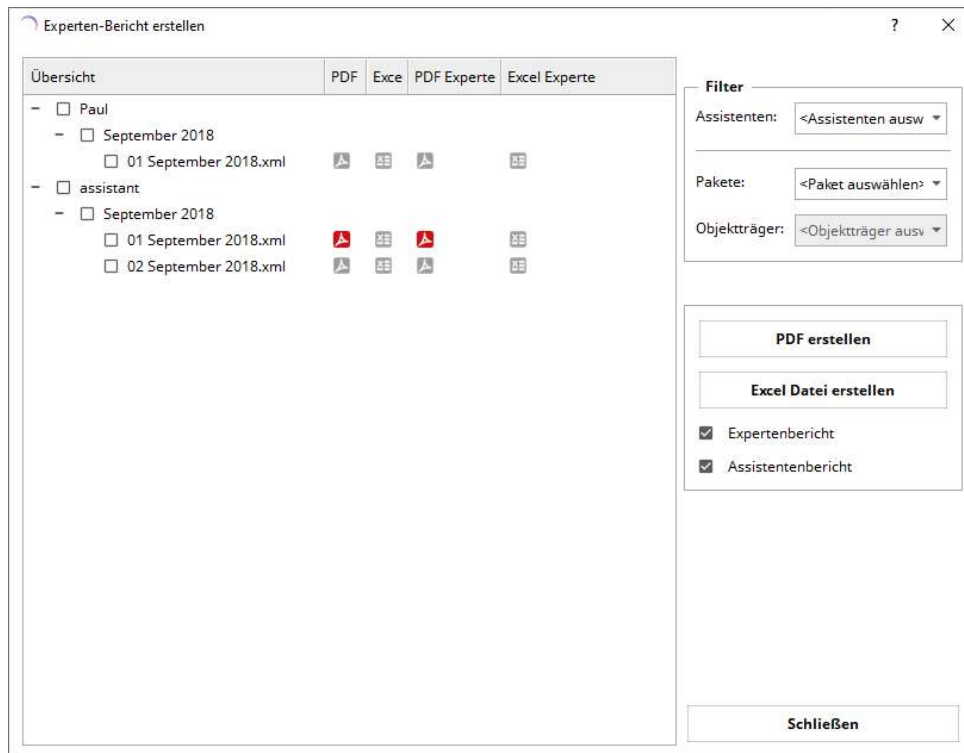 Experten-Bericht erstellen
Übersicht PDF Exce PDF Experte Excel Experte
Paul
September 2018
01 September 2018.xml
assistant
September 2018
01 September 2018.xml
02 September 2018.xml
Filter
Assistenten: <Assistenten ausw
Pakete: <Paket auswählen>
Objektträger: <Objektträger ausv
PDF erstellen
Excel Datei erstellen
Expertenbericht
Assistentenbericht
Schließen